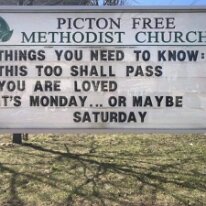 PICTON FREE
METHODIST CHURCH
THINGS YOU NEED TO KNOW:
THIS TOO SHALL PASS
YOU ARE LOVED
IT'S MONDAY... OR MAYBE
SATURDAY